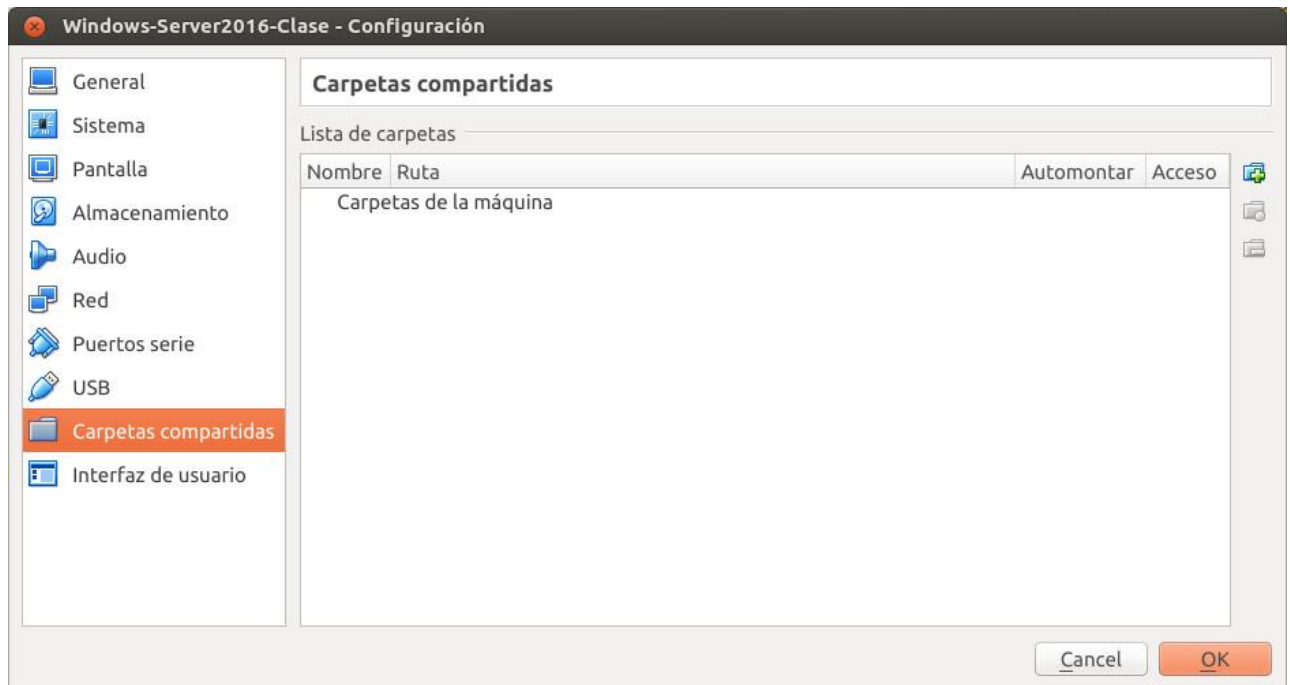 Windows-Server2016-Clase - Configuración
General
Sistema
Pantalla
Almacenamiento
Audio
Red
Puertos serie
USB
Carpetas compartidas
Interfaz de usuario
Carpetas compartidas
Lista de carpetas
Nombre Ruta Automontar Acceso
Carpetas de la máquina
Cancel OK